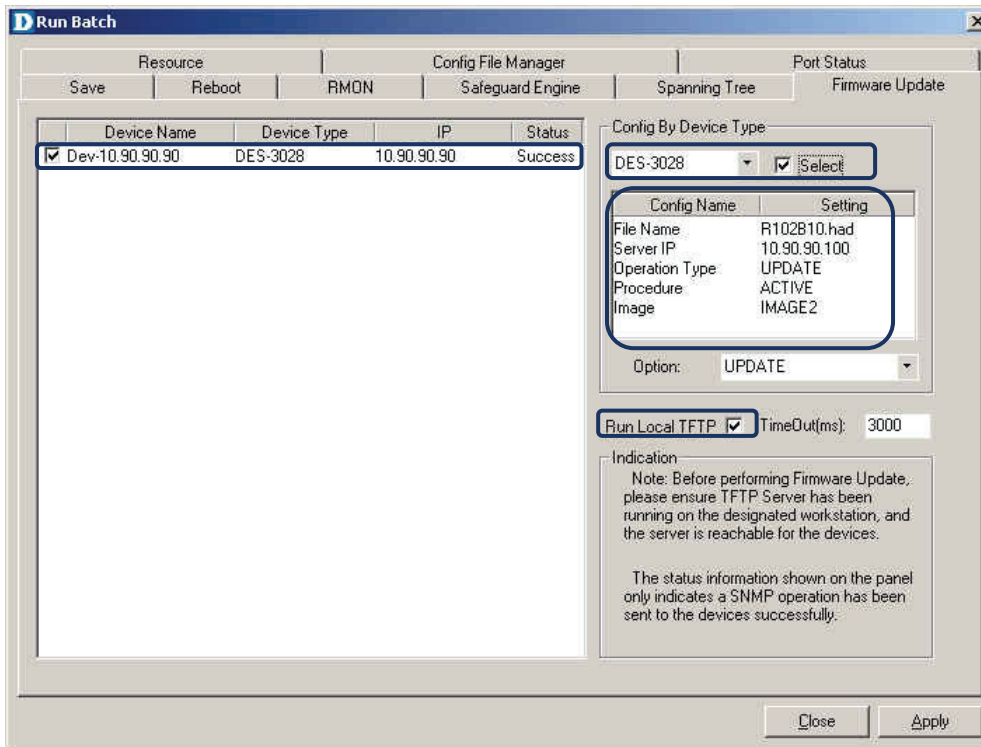 D Run Batch
Resource Config File Manager Port Status
Save Reboot RMON Safeguard Engine Spanning Tree Firmware Update
Device Name Device Type IP Status
Dev-10.90.90.90 DES-3028 10.90.90.90 Success
Config By Device Type
DES-3028 Select
Config Name Setting
File Name R102B10.had
Server IP 10.90.90.100
Operation Type UPDATE
Procedure ACTIVE
Image IMAGE2
Option: UPDATE
Run Local TFTP TimeOut(ms): 3000
Indication
Note: Before performing Firmware Update,
please ensure TFTP Server has been
running on the designated workstation, and
the server is reachable for the devices.
The status information shown on the panel
only indicates a SNMP operation has been
sent to the devices successfully.
Close Apply